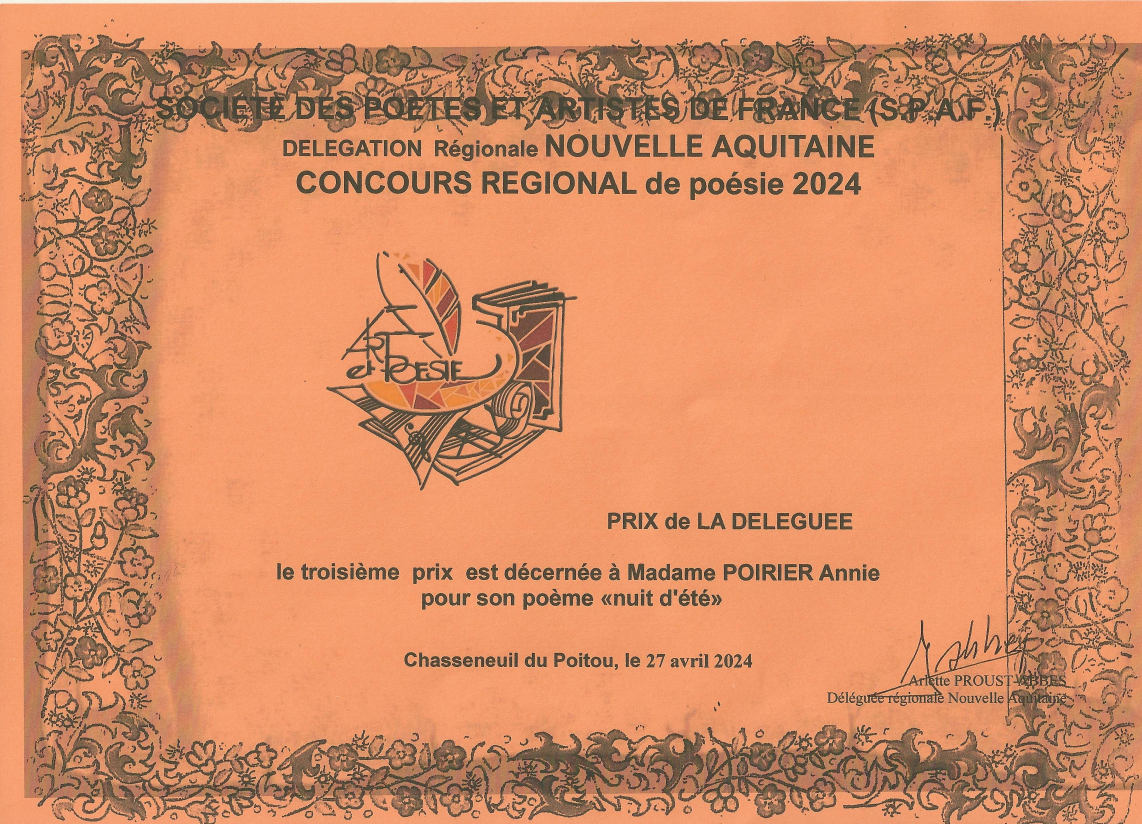 SOCIÉTÉ DES POETES ET ARTISTES DE FRANCE (S.P.A.F.)
DELEGATION Régionale NOUVELLE AQUITAINE
CONCOURS REGIONAL de poésie 2024
ART
et POESIE
PRIX de LA DELEGUEE
le troisième prix est décernée à Madame POIRIER Annie
pour son poème «nuit d'été»
Chasseneuil du Poitou, le 27 avril 2024
Arlette PROUST-ABBES
Déléguée régionale Nouvelle Aquitaine